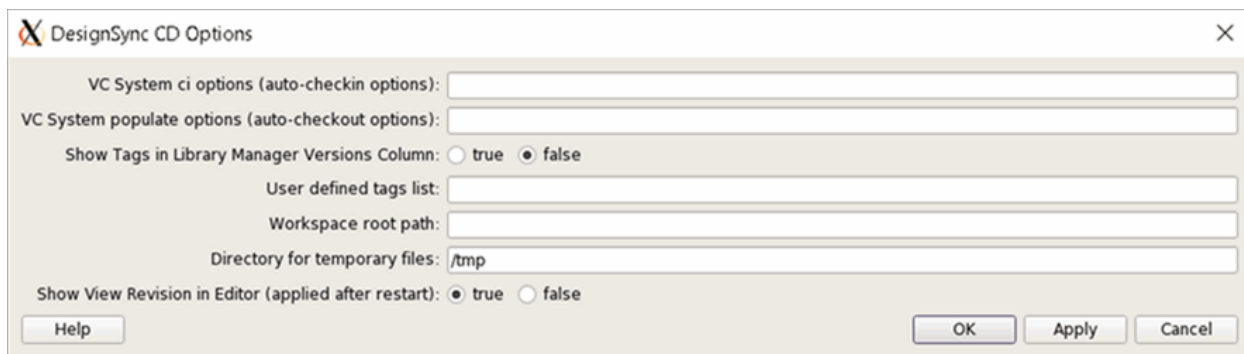 DesignSync CD Options
VC System ci options (auto-checkin options):
VC System populate options (auto-checkout options):
Show Tags in Library Manager Versions Column: true false
User defined tags list:
Workspace root path:
Directory for temporary files: /tmp
Show View Revision in Editor (applied after restart): true false
Help OK Apply Cancel